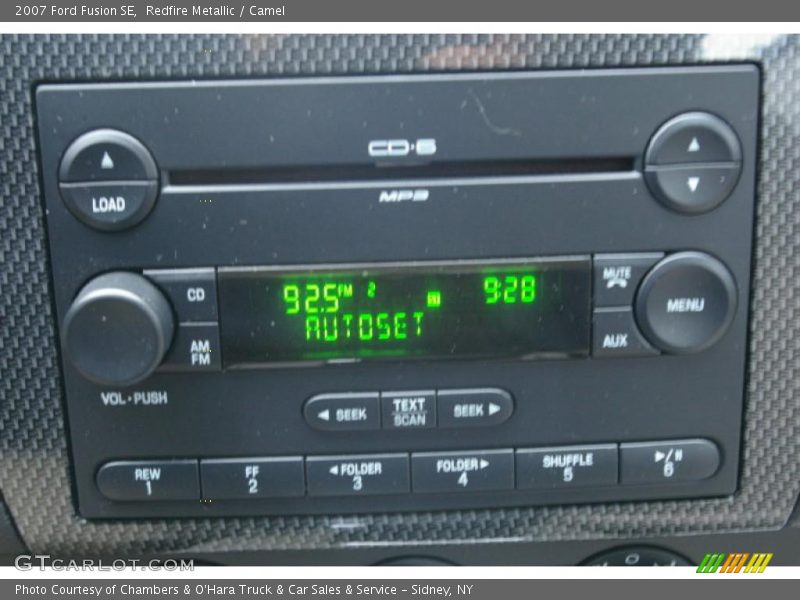 2007 Ford Fusion SE, Redfire Metallic / Camel
CD·6
LOAD
MP3
CD
92.5 FM 2
9:28
AUTOSET
AM
FM
MUTE
AUX
MENU
VOL·PUSH
◄ SEEK
TEXT
SCAN
SEEK ►
REW
1
FF
2
◄FOLDER
3
FOLDER►
4
SHUFFLE
5
►/II
6
GTCARLOT.COM
Photo Courtesy of Chambers & O'Hara Truck & Car Sales & Service - Sidney, NY